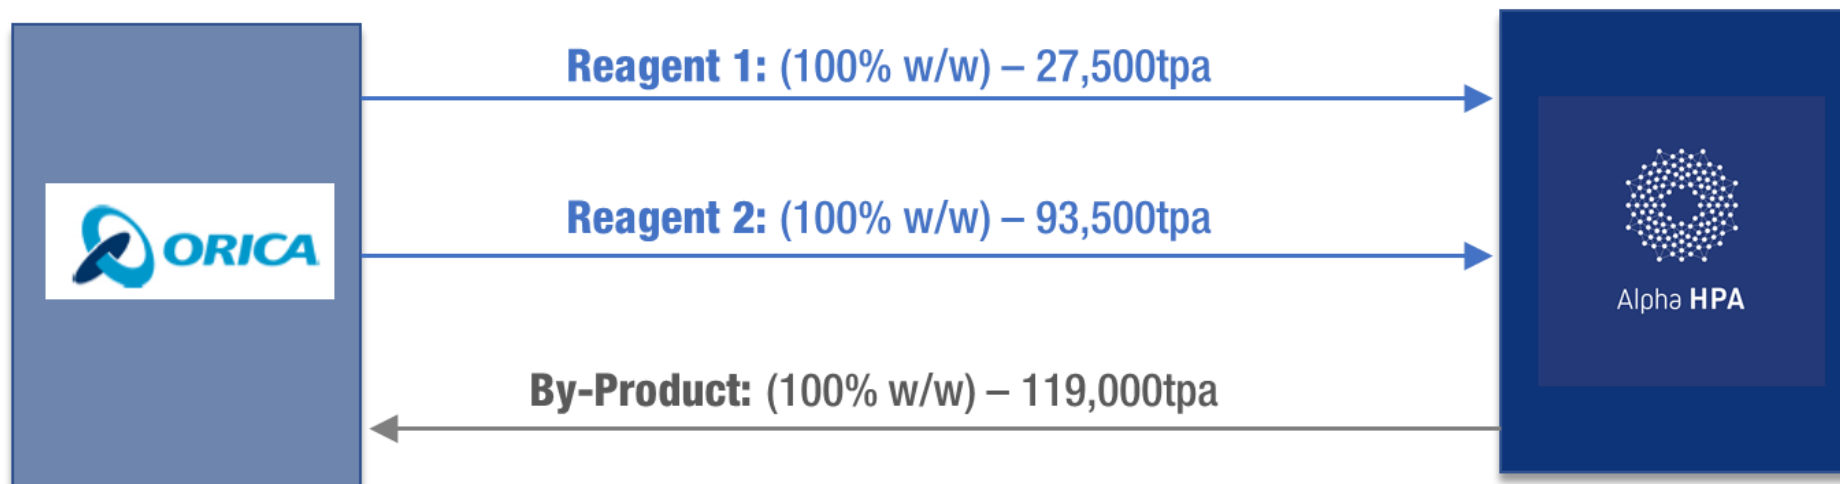 Reagent 1: (100% w/w) – 27,500tpa
Reagent 2: (100% w/w) – 93,500tpa
ORICA
Alpha HPA
By-Product: (100% w/w) – 119,000tpa